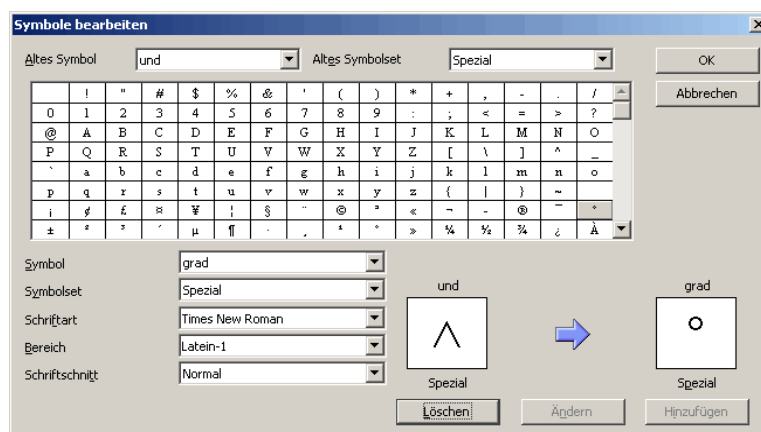 Symbole bearbeiten
Altes Symbol und Altes Symbolset Spezial OK
Abbrechen
! " # $ % & ' ( ) * + , - . /
0 1 2 3 4 5 6 7 8 9 : ; < = > ?
@ A B C D E F G H I J K L M N O
P Q R S T U V W X Y Z [ \ ] ^ _
` a b c d e f g h i j k l m n o
p q r s t u v w x y z { | } ~
¡ ¢ £ ¤ ¥ ¦ § ¨ © ª « ¬ - ® ¯ °
± ² ³ ´ µ ¶ · ¸ ¹ º » ¼ ½ ¾ ¿ À
Symbol grad
Symbolset Spezial
Schriftart Times New Roman
Bereich Latein-1
Schriftschnitt Normal
und grad
∧ °
Spezial Spezial
Löschen Ändern Hinzufügen